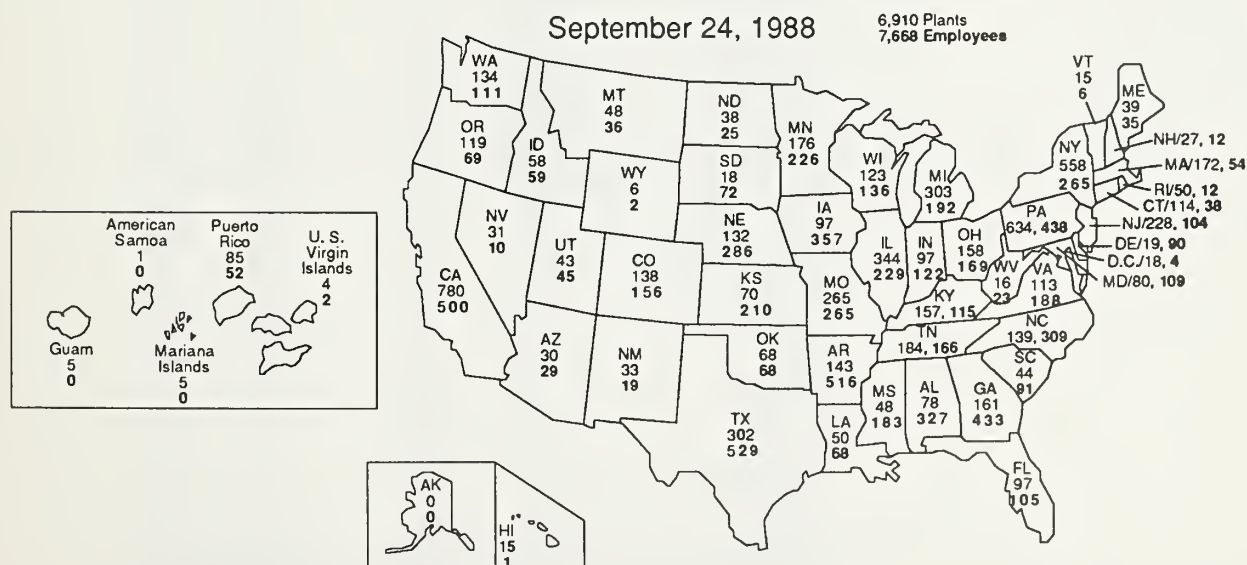 September 24, 1988
6,910 Plants
7,668 Employees
WA
134
111
OR
119
69
ID
58
59
MT
48
36
WY
6
2
ND
38
25
SD
18
72
NE
132
286
KS
70
210
MN
176
226
IA
97
357
MO
265
265
WI
123
136
MI
303
192
IL
344
229
IN
97
122
OH
158
169
CA
780
500
NV
31
10
UT
43
45
CO
138
156
AZ
30
29
NM
33
19
OK
68
68
TX
302
529
AR
143
516
LA
50
68
MS
48
183
AL
78
327
GA
161
433
FL
97
105
SC
44
91
NC
139, 309
TN
184, 166
KY
157, 115
WV
16
23
VA
113
188
PA
634, 438
NY
558
265
VT
15
6
ME
39
35
NH/27, 12
MA/172, 54
RI/50, 12
CT/114, 38
NJ/228, 104
DE/19, 90
D.C./18, 4
MD/80, 109
American
Samoa
1
0
Puerto
Rico
85
52
U. S.
Virgin
Islands
4
2
Guam
5
0
Mariana
Islands
5
0
AK
0
0
HI
15
1